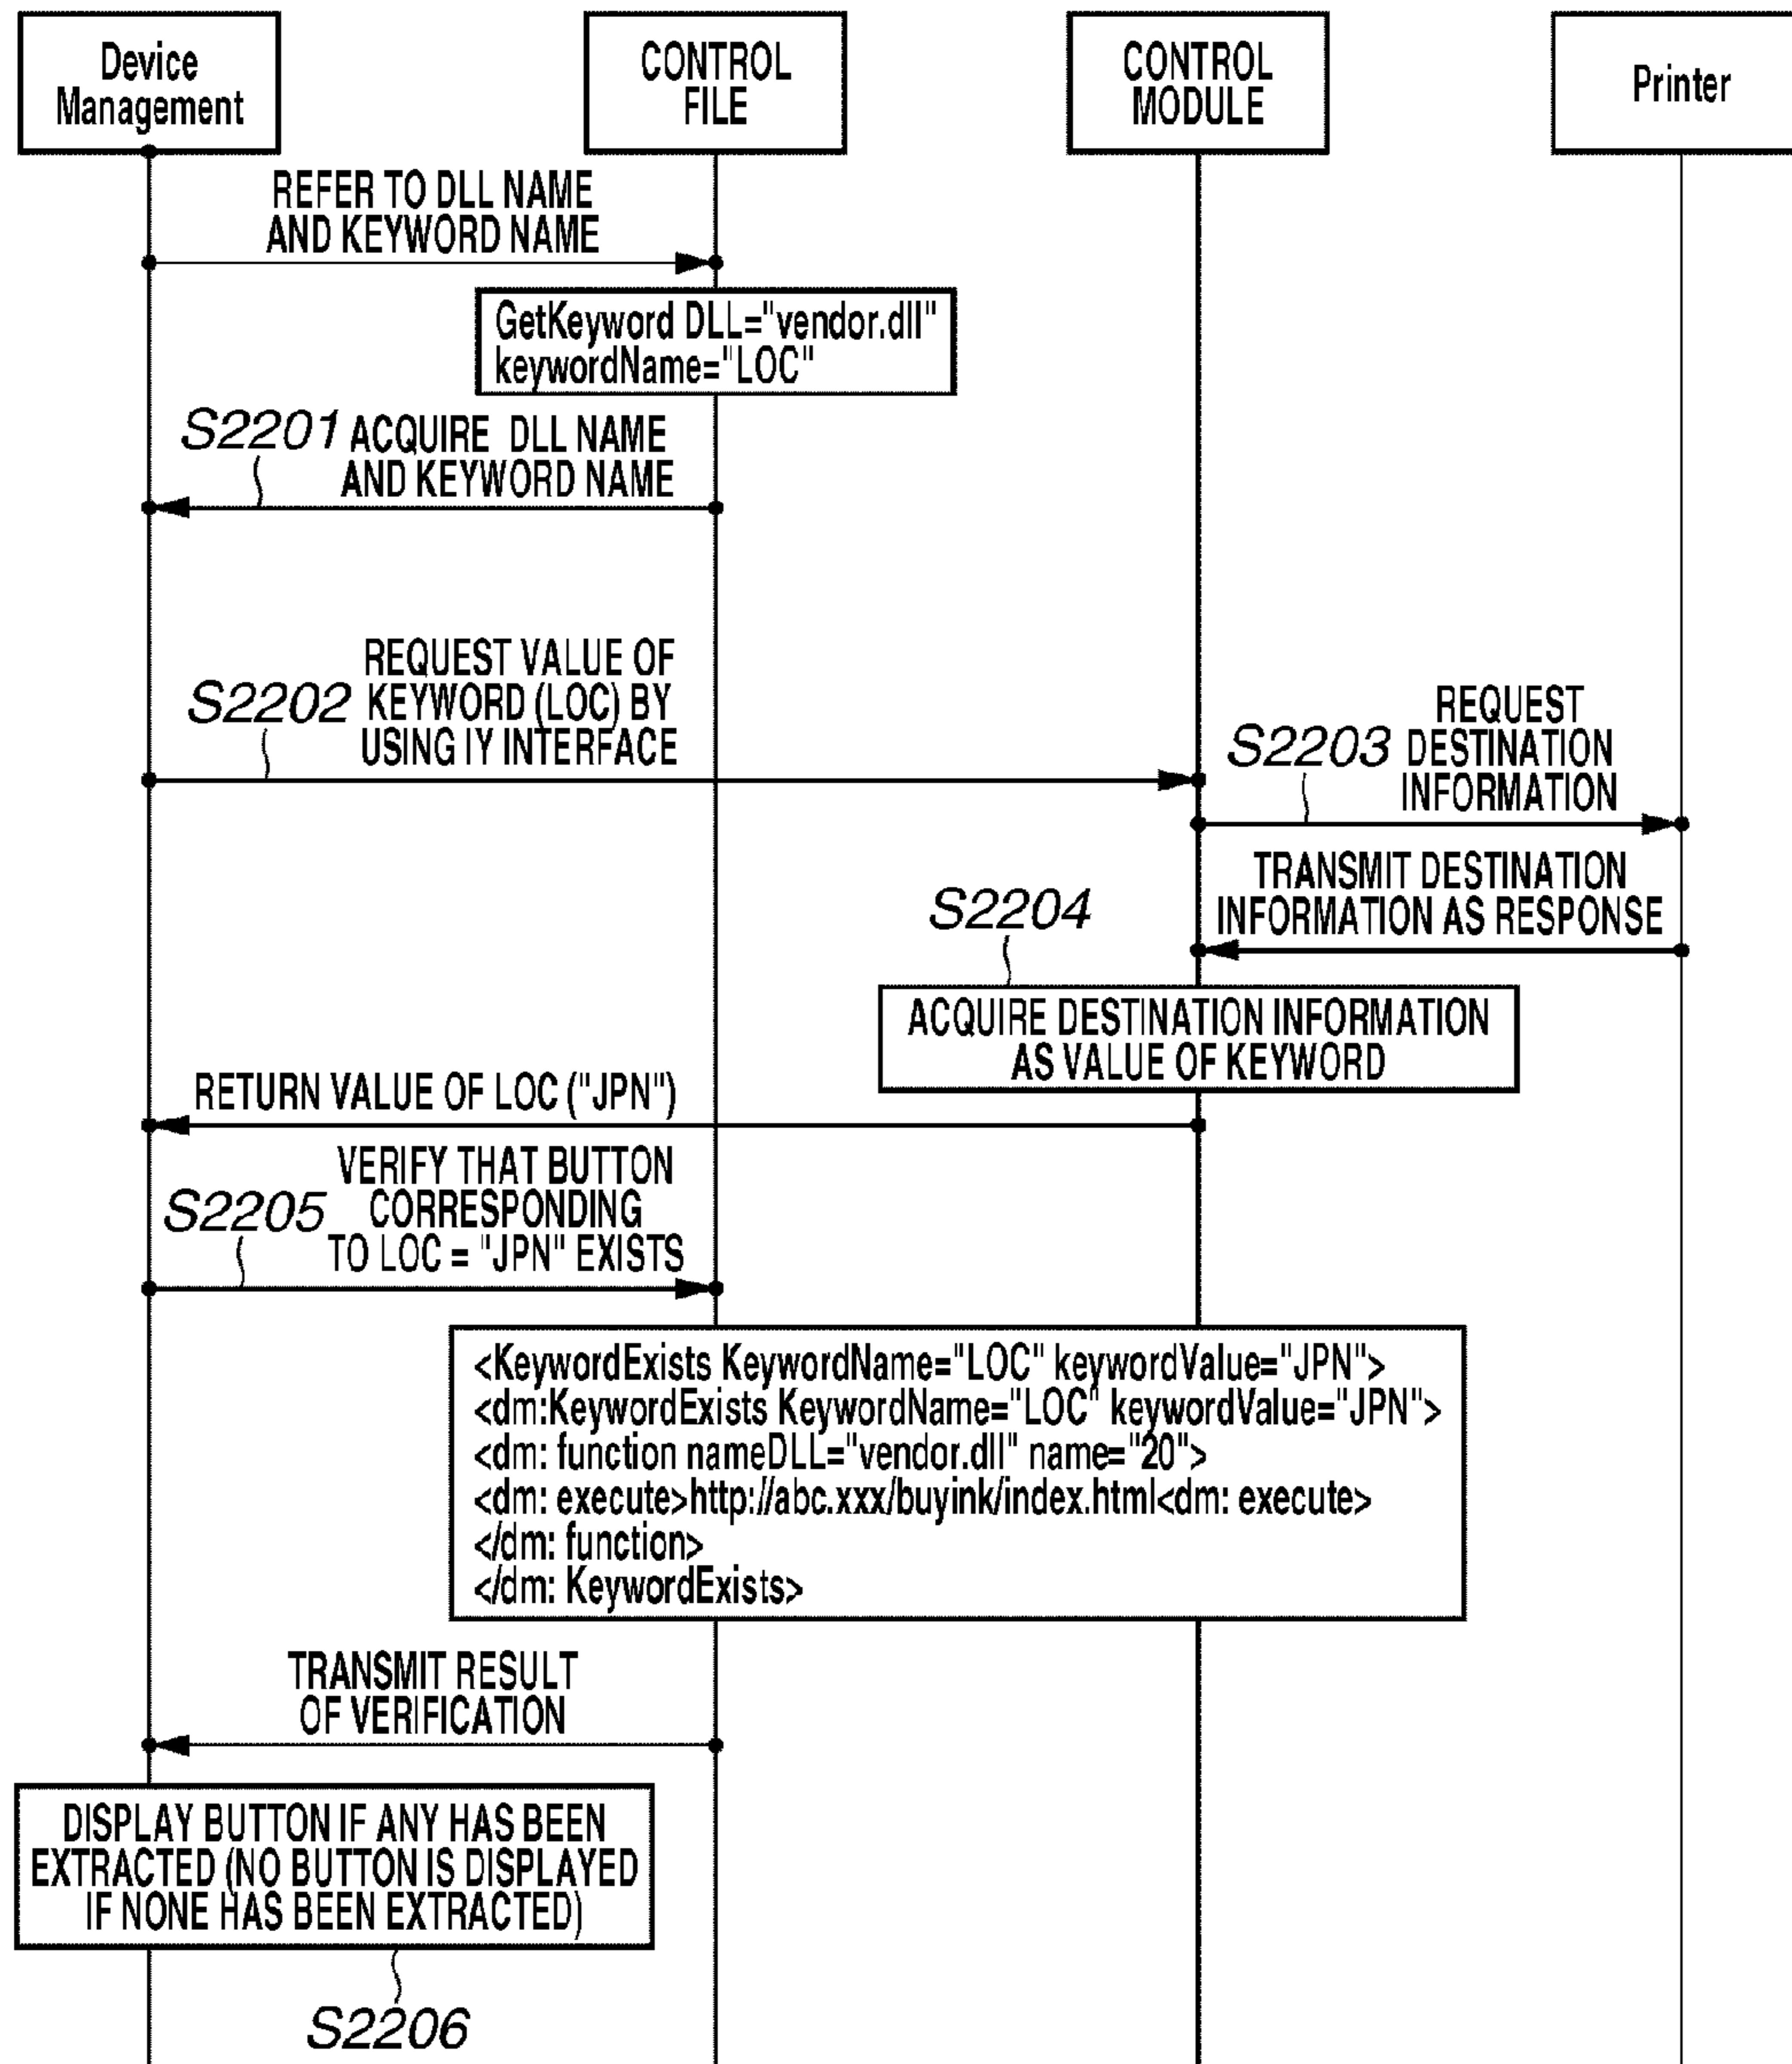 Device
Management
CONTROL
FILE
CONTROL
MODULE
Printer
REFER TO DLL NAME
AND KEYWORD NAME
GetKeyword DLL="vendor.dll"
keywordName="LOC"
S2201
ACQUIRE DLL NAME
AND KEYWORD NAME
S2202
REQUEST VALUE OF
KEYWORD (LOC) BY
USING IY INTERFACE
S2203
REQUEST
DESTINATION
INFORMATION
TRANSMIT DESTINATION
INFORMATION AS RESPONSE
S2204
ACQUIRE DESTINATION INFORMATION
AS VALUE OF KEYWORD
RETURN VALUE OF LOC ("JPN")
S2205
VERIFY THAT BUTTON
CORRESPONDING
TO LOC = "JPN" EXISTS
<KeywordExists KeywordName="LOC" keywordValue="JPN">
<dm:KeywordExists KeywordName="LOC" keywordValue="JPN">
<dm: function nameDLL="vendor.dll" name="20">
<dm: execute>http://abc.xxx/buyink/index.html<dm: execute>
</dm: function>
</dm: KeywordExists>
TRANSMIT RESULT
OF VERIFICATION
DISPLAY BUTTON IF ANY HAS BEEN
EXTRACTED (NO BUTTON IS DISPLAYED
IF NONE HAS BEEN EXTRACTED)
S2206